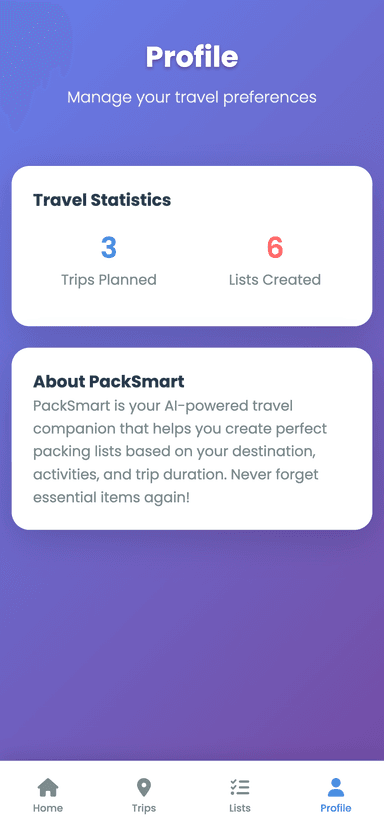 Profile
Manage your travel preferences
Travel Statistics
3
6
Trips Planned
Lists Created
About PackSmart
PackSmart is your AI-powered travel
companion that helps you create perfect
packing lists based on your destination,
activities, and trip duration. Never forget
essential items again!
Home
Trips
Lists
Profile